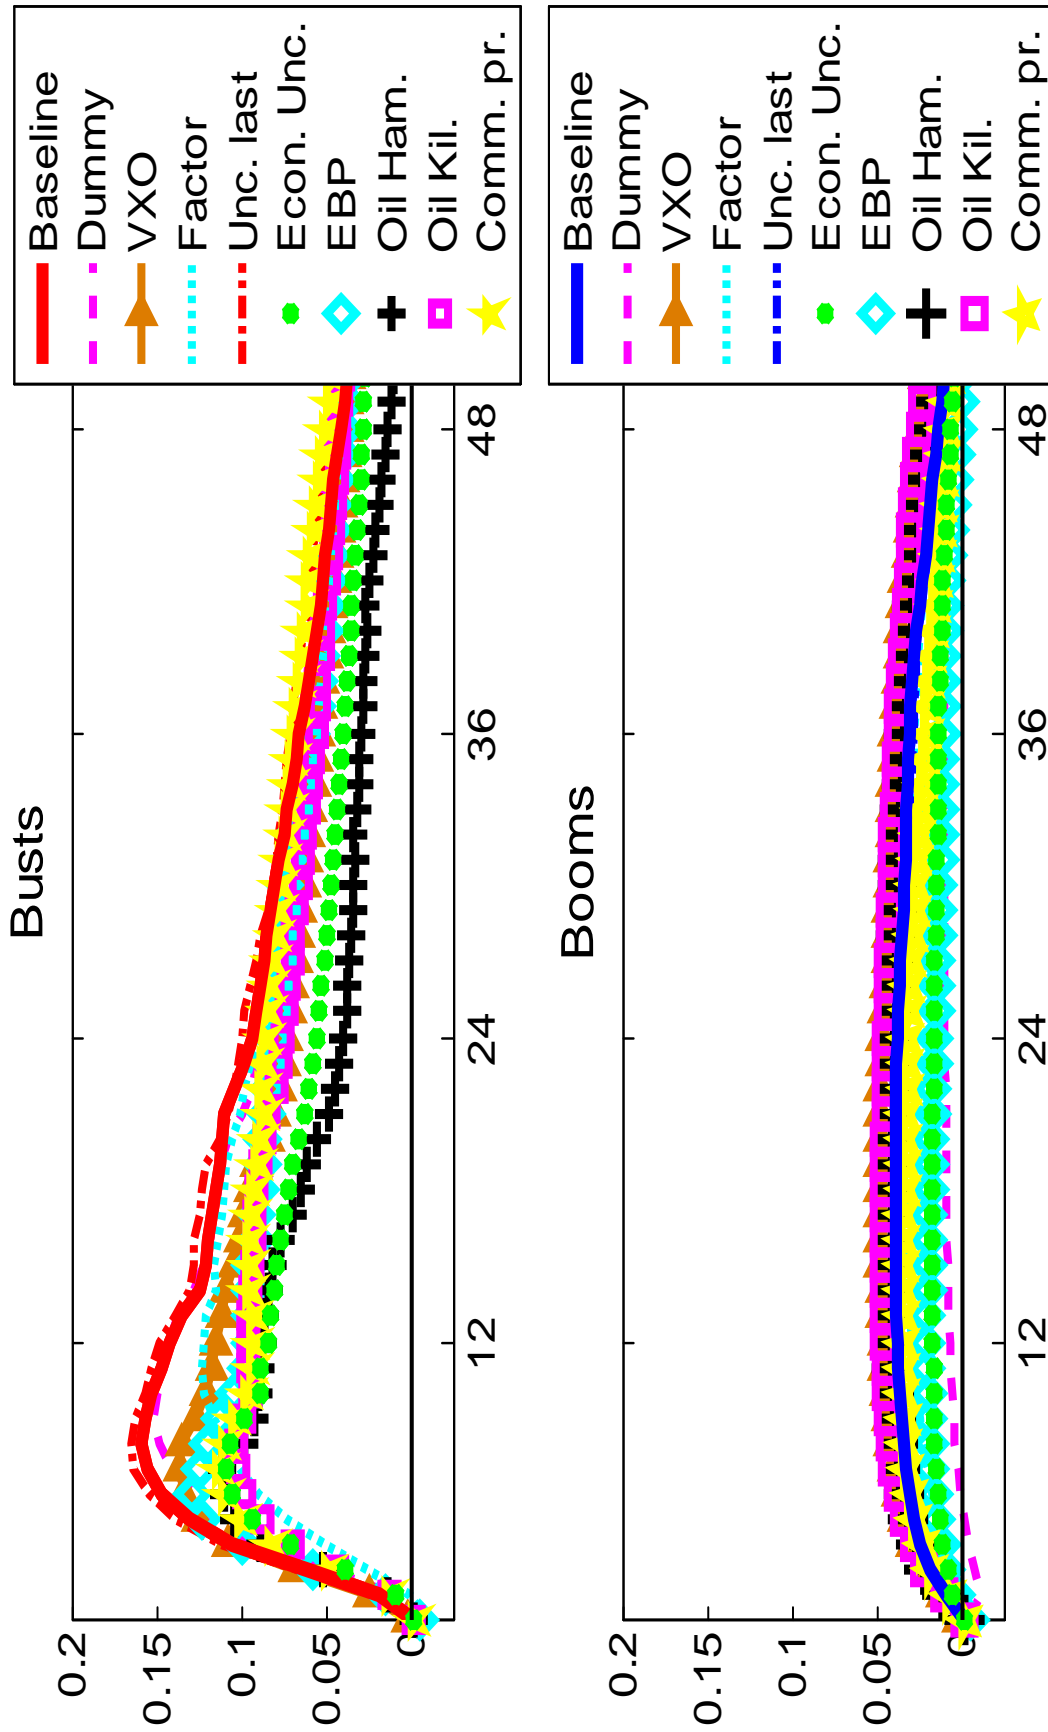 Busts
0.2
0.15
0.1
0.05
0
12
24
36
48
Baseline
Dummy
VXO
Factor
Unc. last
Econ. Unc.
EBP
Oil Ham.
Oil Kil.
Comm. pr.
Booms
0.2
0.15
0.1
0.05
0
12
24
36
48
Baseline
Dummy
VXO
Factor
Unc. last
Econ. Unc.
EBP
Oil Ham.
Oil Kil.
Comm. pr.